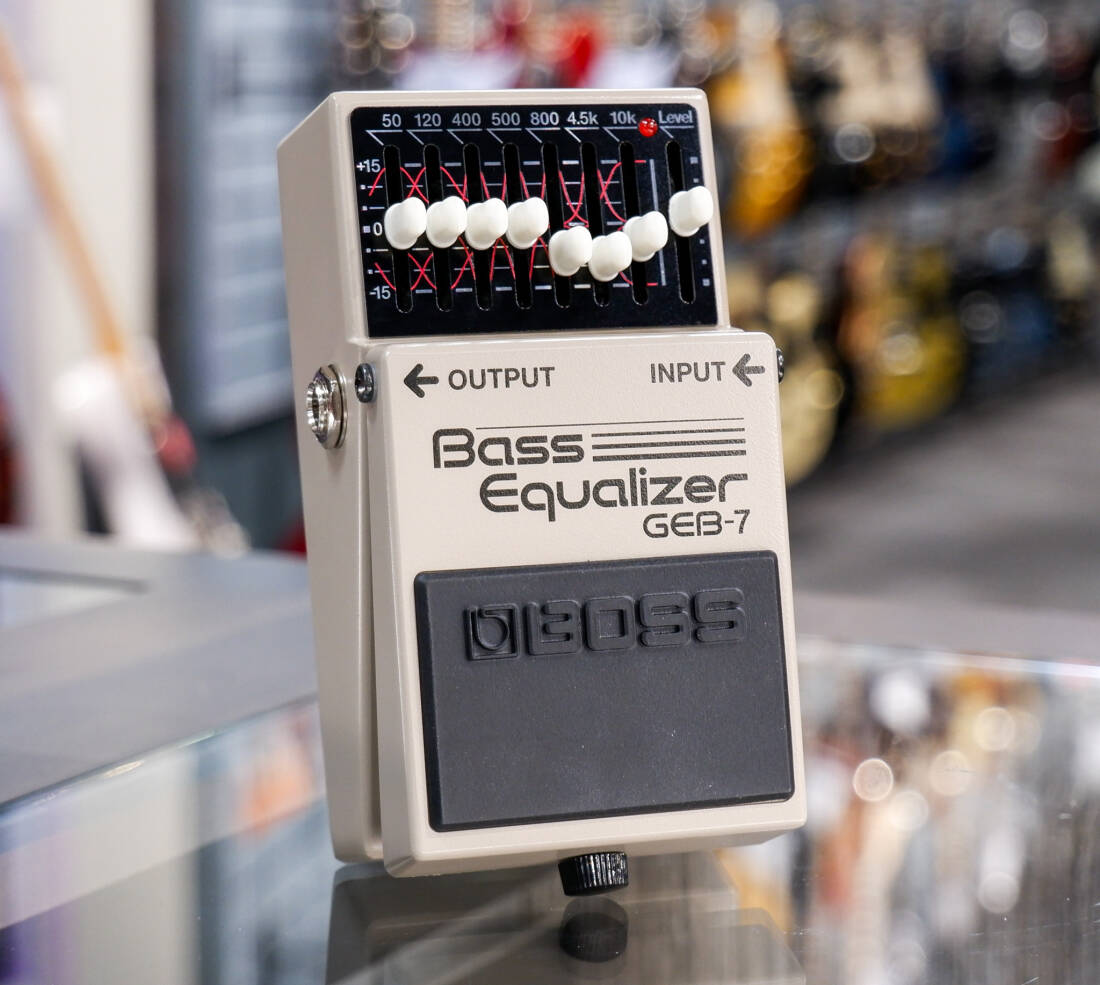 50 120 400 500 800 4.5k 10k Level
+15
0
-15
← OUTPUT INPUT ←
Bass
Equalizer
GEB-7
BOSS